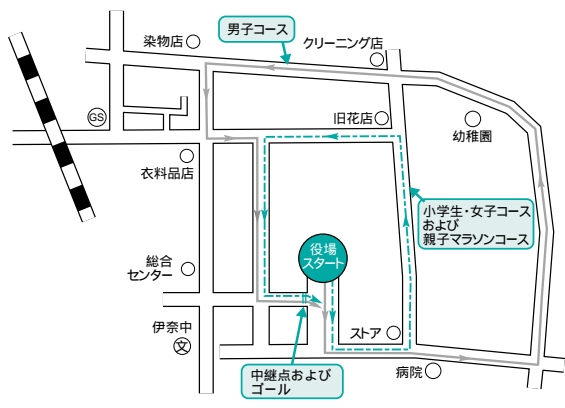 男子コース
染物店
クリーニング店
GS
旧花店
幼稚園
衣料品店
小学生・女子コース
および
親子マラソンコース
役場
スタート
総合
センター
伊奈中
文
ストア
中継点および
ゴール
病院